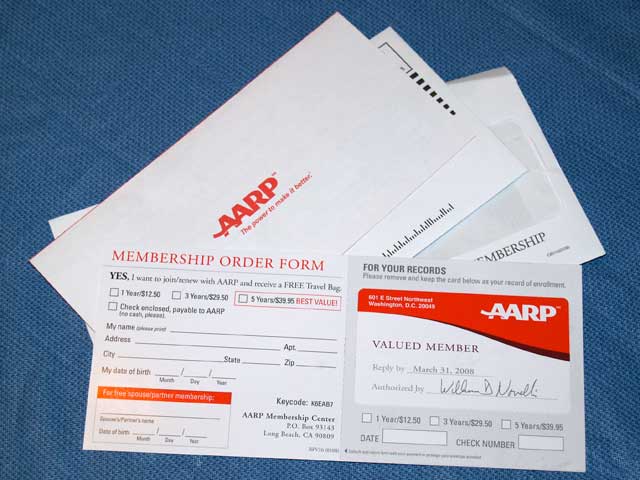 AARP™
The power to make it better.™
MEMBERSHIP
MEMBERSHIP ORDER FORM
YES, I want to join/renew with AARP and receive a FREE Travel Bag.
1 Year/$12.50 3 Years/$29.50 5 Years/$39.95 BEST VALUE!
Check enclosed, payable to AARP
(no cash, please).
My name (please print)
Address Apt.
City State Zip
My date of birth / /
Month Day Year
For free spouse/partner membership:
Spouse's/Partner's name
Date of birth / /
Month Day Year
Keycode: K6EAB7
AARP Membership Center
P.O. Box 93143
Long Beach, CA 90809
FOR YOUR RECORDS
Please remove and keep the card below as your record of enrollment.
601 E Street Northwest
Washington, D.C. 20049
AARP™
VALUED MEMBER
Reply by March 31, 2008
Authorized by William D Novelli
1 Year/$12.50 3 Years/$29.50 5 Years/$39.95
DATE CHECK NUMBER